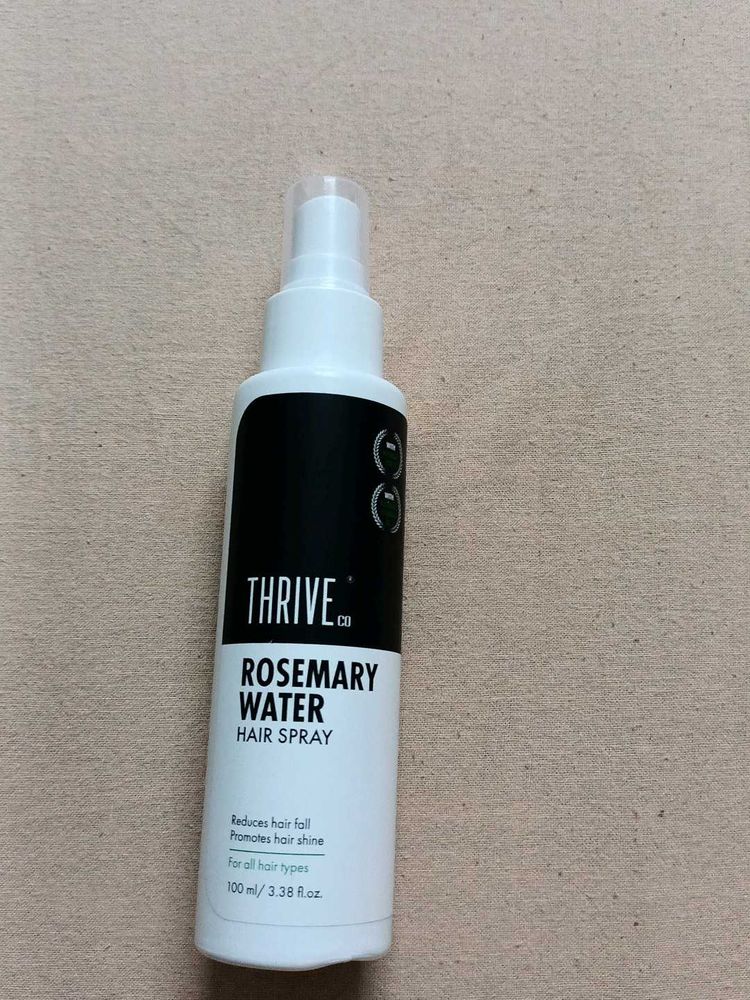 THRIVE co
ROSEMARY
WATER
HAIR SPRAY
Reduces hair fall
Promotes hair shine
For all hair types
100 ml/ 3.38 fl.oz.